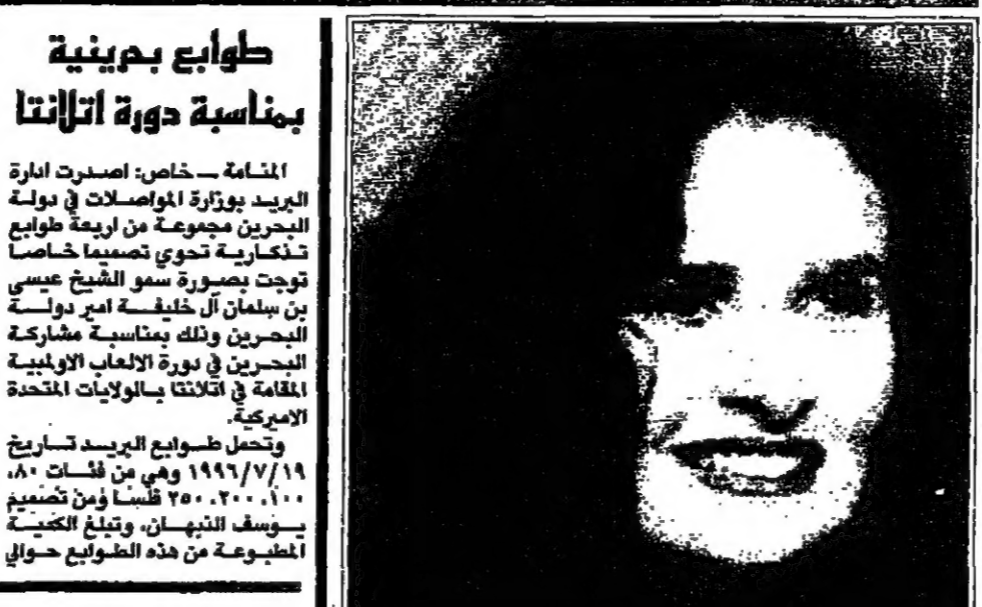 طوابع بحرينية
بمناسبة دورة اتلانتا
المنامة — خاص: اصدرت ادارة
البريد بوزارة المواصلات في دولة
البحرين مجموعة من اربعة طوابع
تذكارية تحوي تصميما خاصا
توجت بصورة سمو الشيخ عيسى
بن سلمان آل خليفة امير دولة
البحرين وذلك بمناسبة مشاركة
البحرين في دورة الالعاب الاولمبية
المقامة في اتلانتا بالولايات المتحدة
الاميركية.
وتحمل طوابع البريد تاريخ
١٩٩٦/٧/١٩ وهي من فئات ٨٠،
١٠٠، ٢٠٠، ٢٥٠ فلسا ومن تصميم
يوسف النبهان، وتبلغ الكمية
المطبوعة من هذه الطوابع حوالي